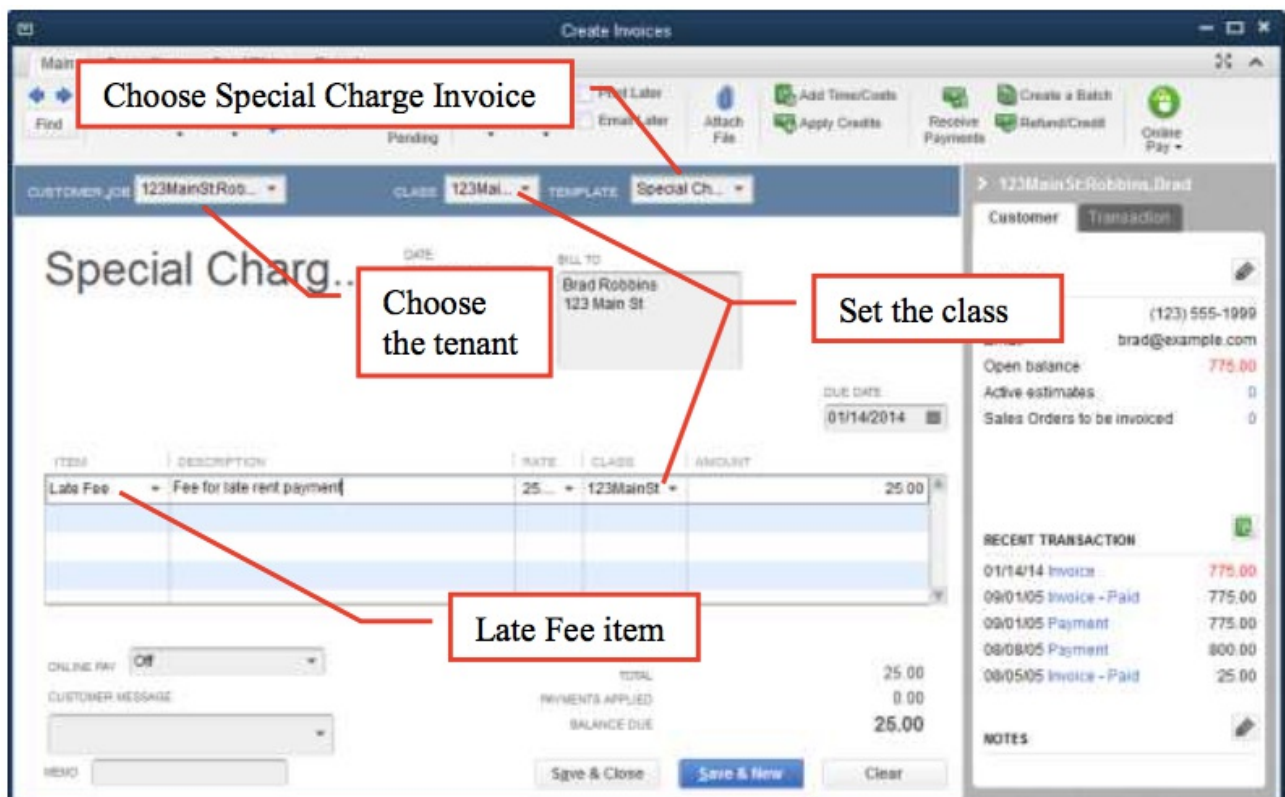 Create Invoices
Main
Choose Special Charge Invoice
Find
Pending
Email Later
Attach File
Add Time/Costs
Apply Credits
Receive Payments
Create a Batch
Refund/Credit
Online Pay
CUSTOMER:JOB 123MainSt:Rob... CLASS 123Mai... TEMPLATE Special Ch...
123MainSt:Robbins,Brad
Customer Transaction
Special Charg...
DATE
BILL TO
Brad Robbins
123 Main St
Choose
the tenant
Set the class
(123) 555-1999
brad@example.com
Open balance 775.00
Active estimates 0
Sales Orders to be invoiced 0
DUE DATE
01/14/2014
ITEM DESCRIPTION RATE CLASS AMOUNT
Late Fee Fee for late rent payment 25... 123MainSt 25.00
Late Fee item
RECENT TRANSACTION
01/14/14 Invoice 775.00
09/01/05 Invoice - Paid 775.00
09/01/05 Payment 775.00
08/08/05 Payment 800.00
08/05/05 Invoice - Paid 25.00
NOTES
ONLINE PAY Off
CUSTOMER MESSAGE
TOTAL 25.00
PAYMENTS APPLIED 0.00
BALANCE DUE 25.00
MEMO
Save & Close Save & New Clear